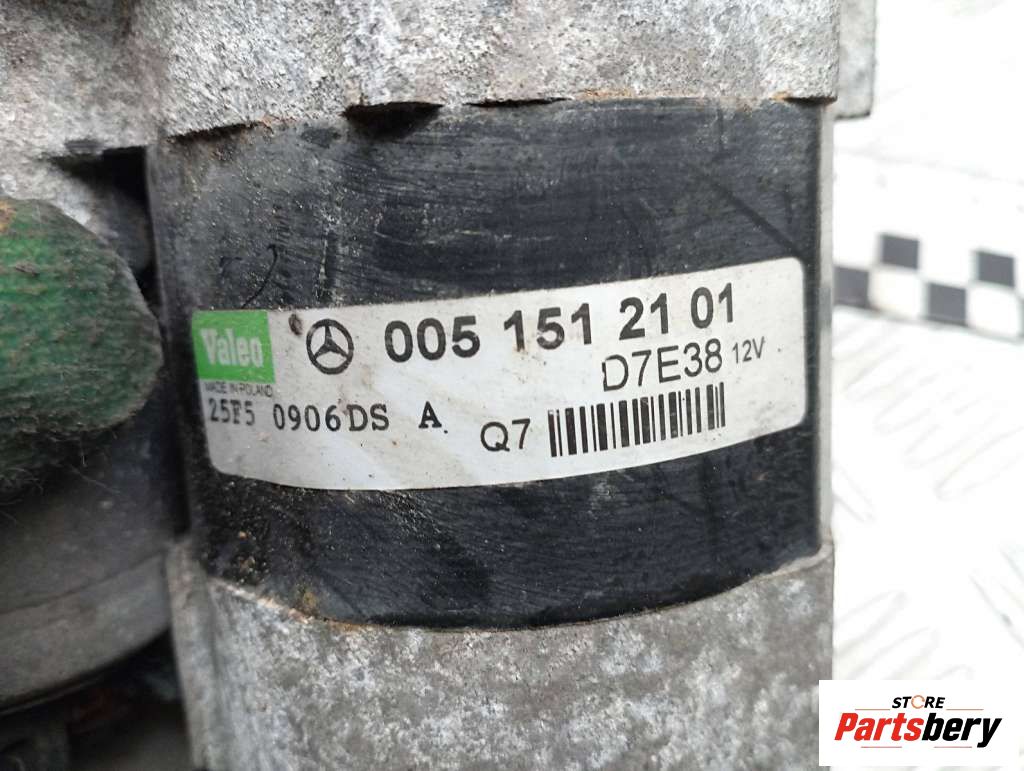 Valeo
MADE IN POLAND
005 151 21 01
D7E38 12V
25F5 0906DS A
Q7
STORE
Partsbery